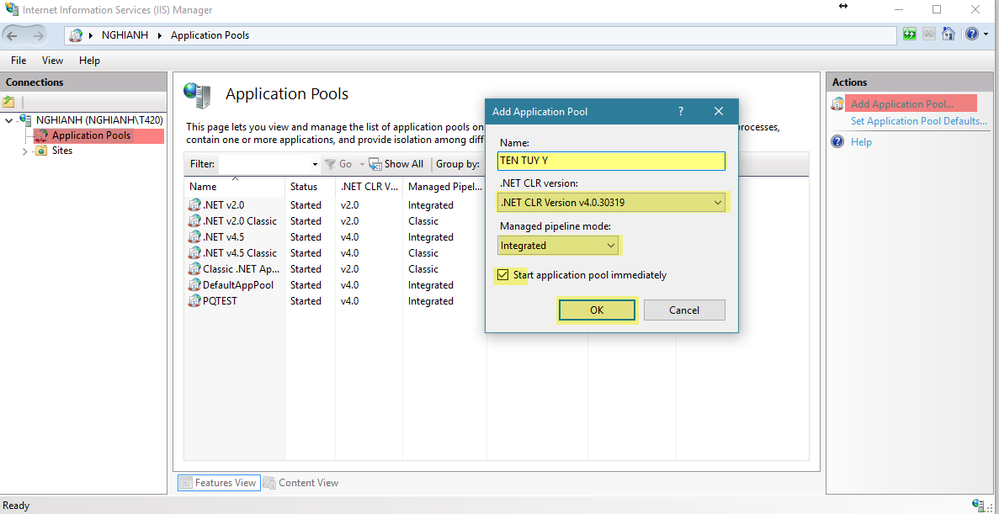 Internet Information Services (IIS) Manager
NGHIANH Application Pools
File View Help
Connections
NGHIANH (NGHIANH\T420)
Application Pools
Sites
Application Pools
This page lets you view and manage the list of application pools on
contain one or more applications, and provide isolation among diff
processes,
Filter: Go Show All Group by:
Name Status .NET CLR V... Managed Pipel...
.NET v2.0 Started v2.0 Integrated
.NET v2.0 Classic Started v2.0 Classic
.NET v4.5 Started v4.0 Integrated
.NET v4.5 Classic Started v4.0 Classic
Classic .NET Ap... Started v2.0 Classic
DefaultAppPool Started v4.0 Integrated
PQTEST Started v4.0 Integrated
Add Application Pool ?
Name:
TEN TUY Y
.NET CLR version:
.NET CLR Version v4.0.30319
Managed pipeline mode:
Integrated
Start application pool immediately
OK Cancel
Actions
Add Application Pool...
Set Application Pool Defaults...
Help
Features View Content View
Ready